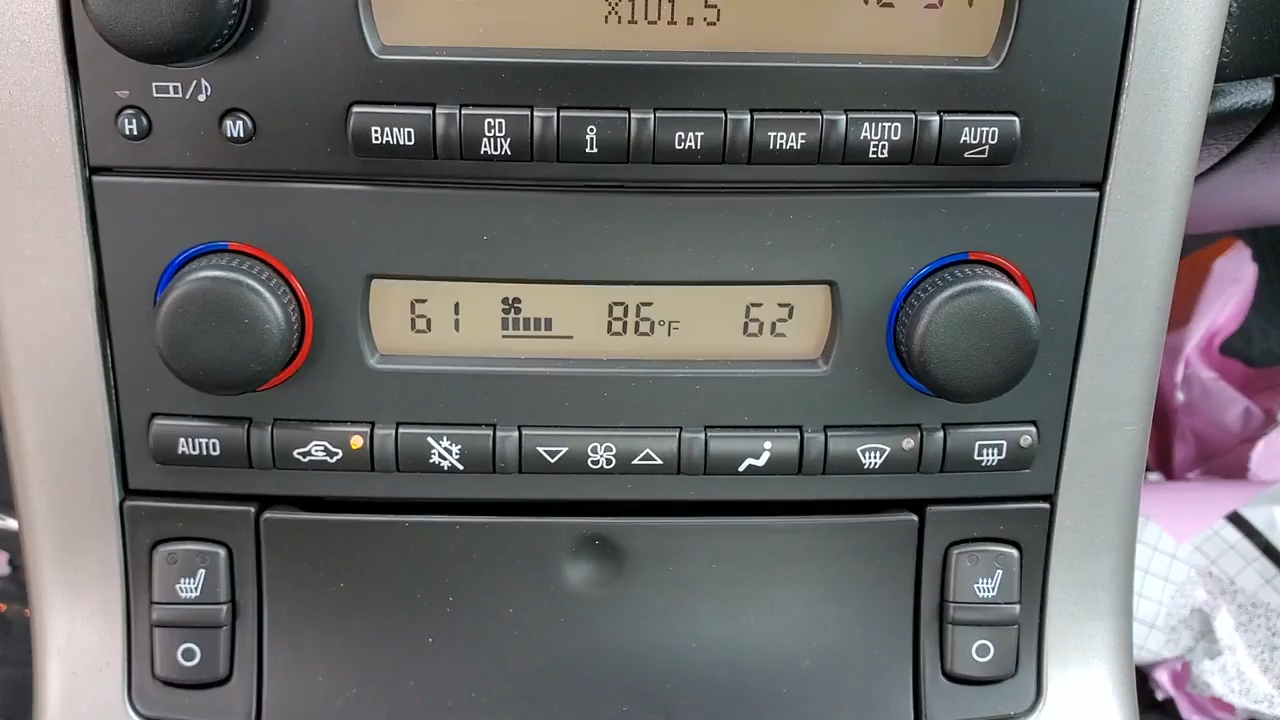 X101.5
H
M
BAND
CD
AUX
i
CAT
TRAF
AUTO
EQ
AUTO
61
86°F
62
AUTO